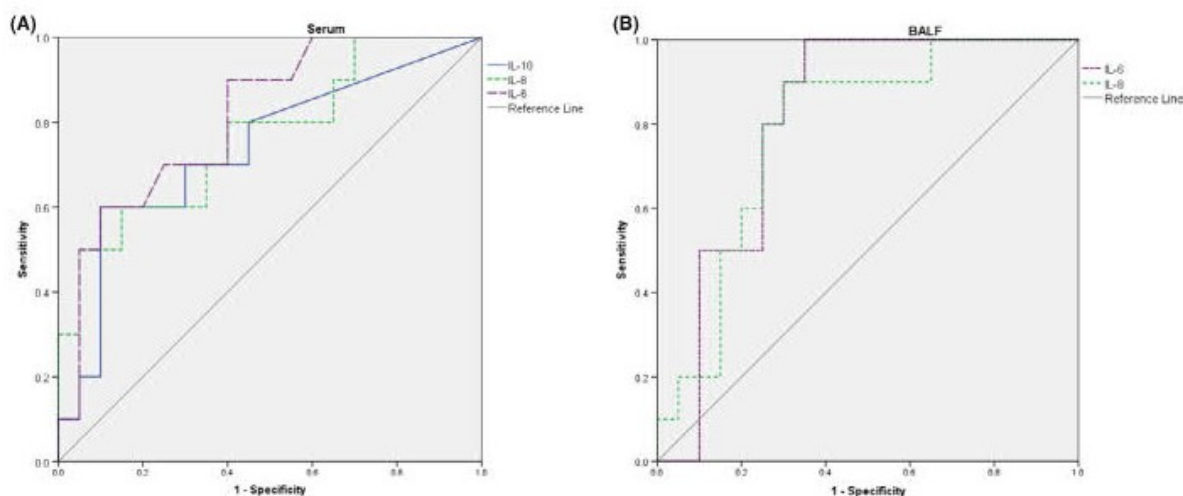 (A)
Serum
1.0
0.8
0.6
0.4
0.2
0.0
Sensitivity
0.0 0.2 0.4 0.6 0.8 1.0
1 - Specificity
IL-10
IL-8
IL-6
Reference Line
(B)
BALF
1.0
0.8
0.6
0.4
0.2
0.0
Sensitivity
0.0 0.2 0.4 0.6 0.8 1.0
1 - Specificity
IL-6
IL-8
Reference Line